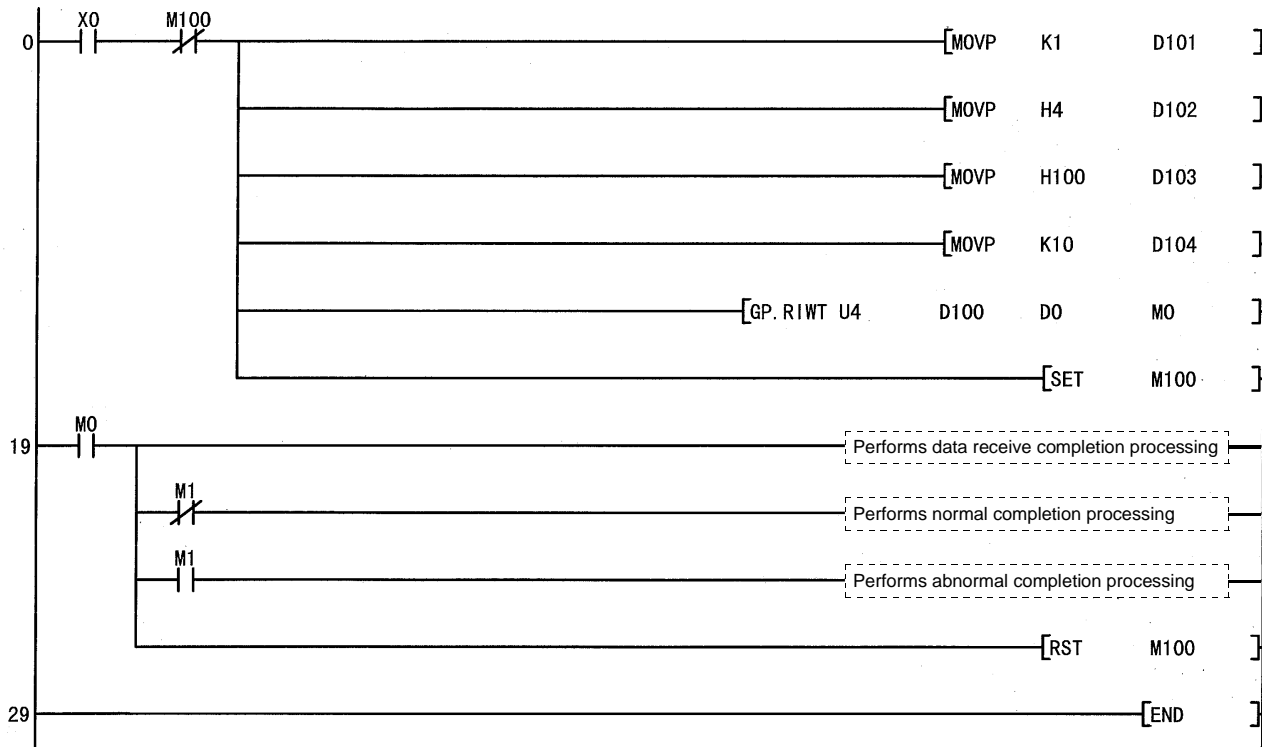 X0 M100
0 [MOVP K1 D101 ]
[MOVP H4 D102 ]
[MOVP H100 D103 ]
[MOVP K10 D104 ]
[GP.RIWT U4 D100 D0 M0 ]
[SET M100 ]
M0
19 Performs data receive completion processing
M1
Performs normal completion processing
M1
Performs abnormal completion processing
[RST M100 ]
29 [END ]